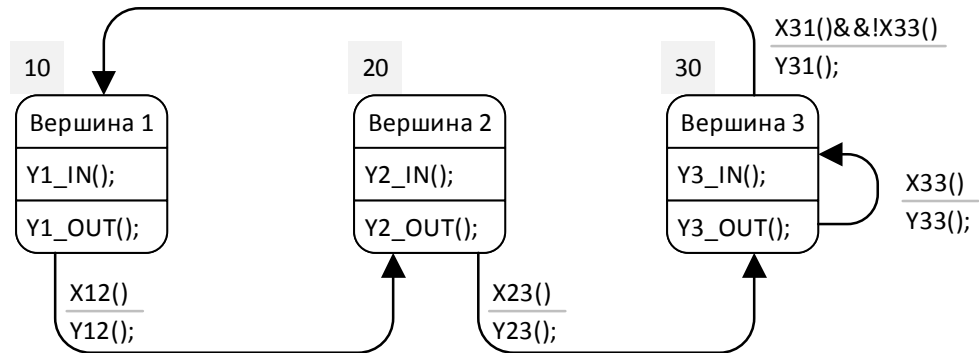 X31()&&!X33()
Y31();
10
20
30
Вершина 1
Y1_IN();
Y1_OUT();
Вершина 2
Y2_IN();
Y2_OUT();
Вершина 3
Y3_IN();
Y3_OUT();
X33()
Y33();
X12()
Y12();
X23()
Y23();